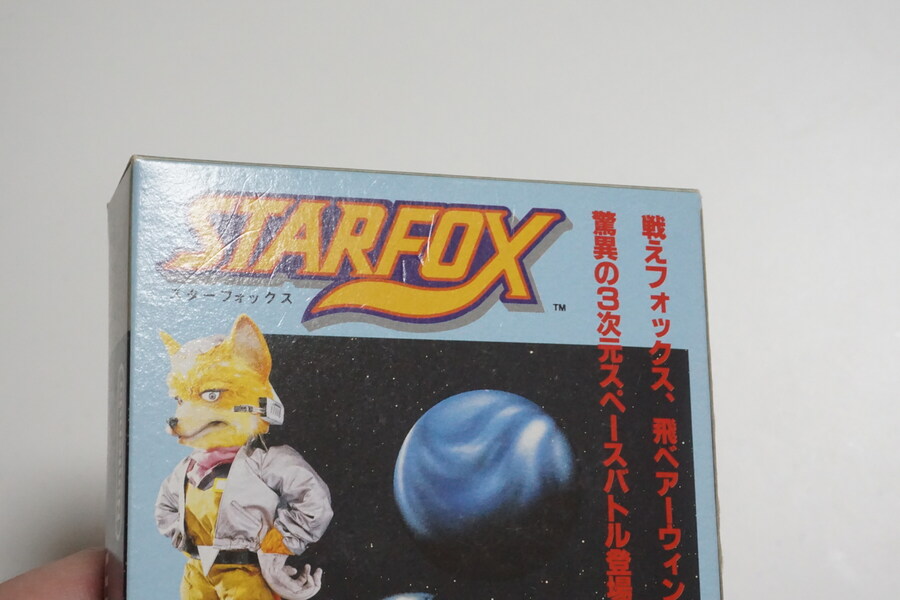 STARFOX
TM
スターフォックス
戦えフォックス、飛べアーウィン
驚異の3次元スペースバトル登場